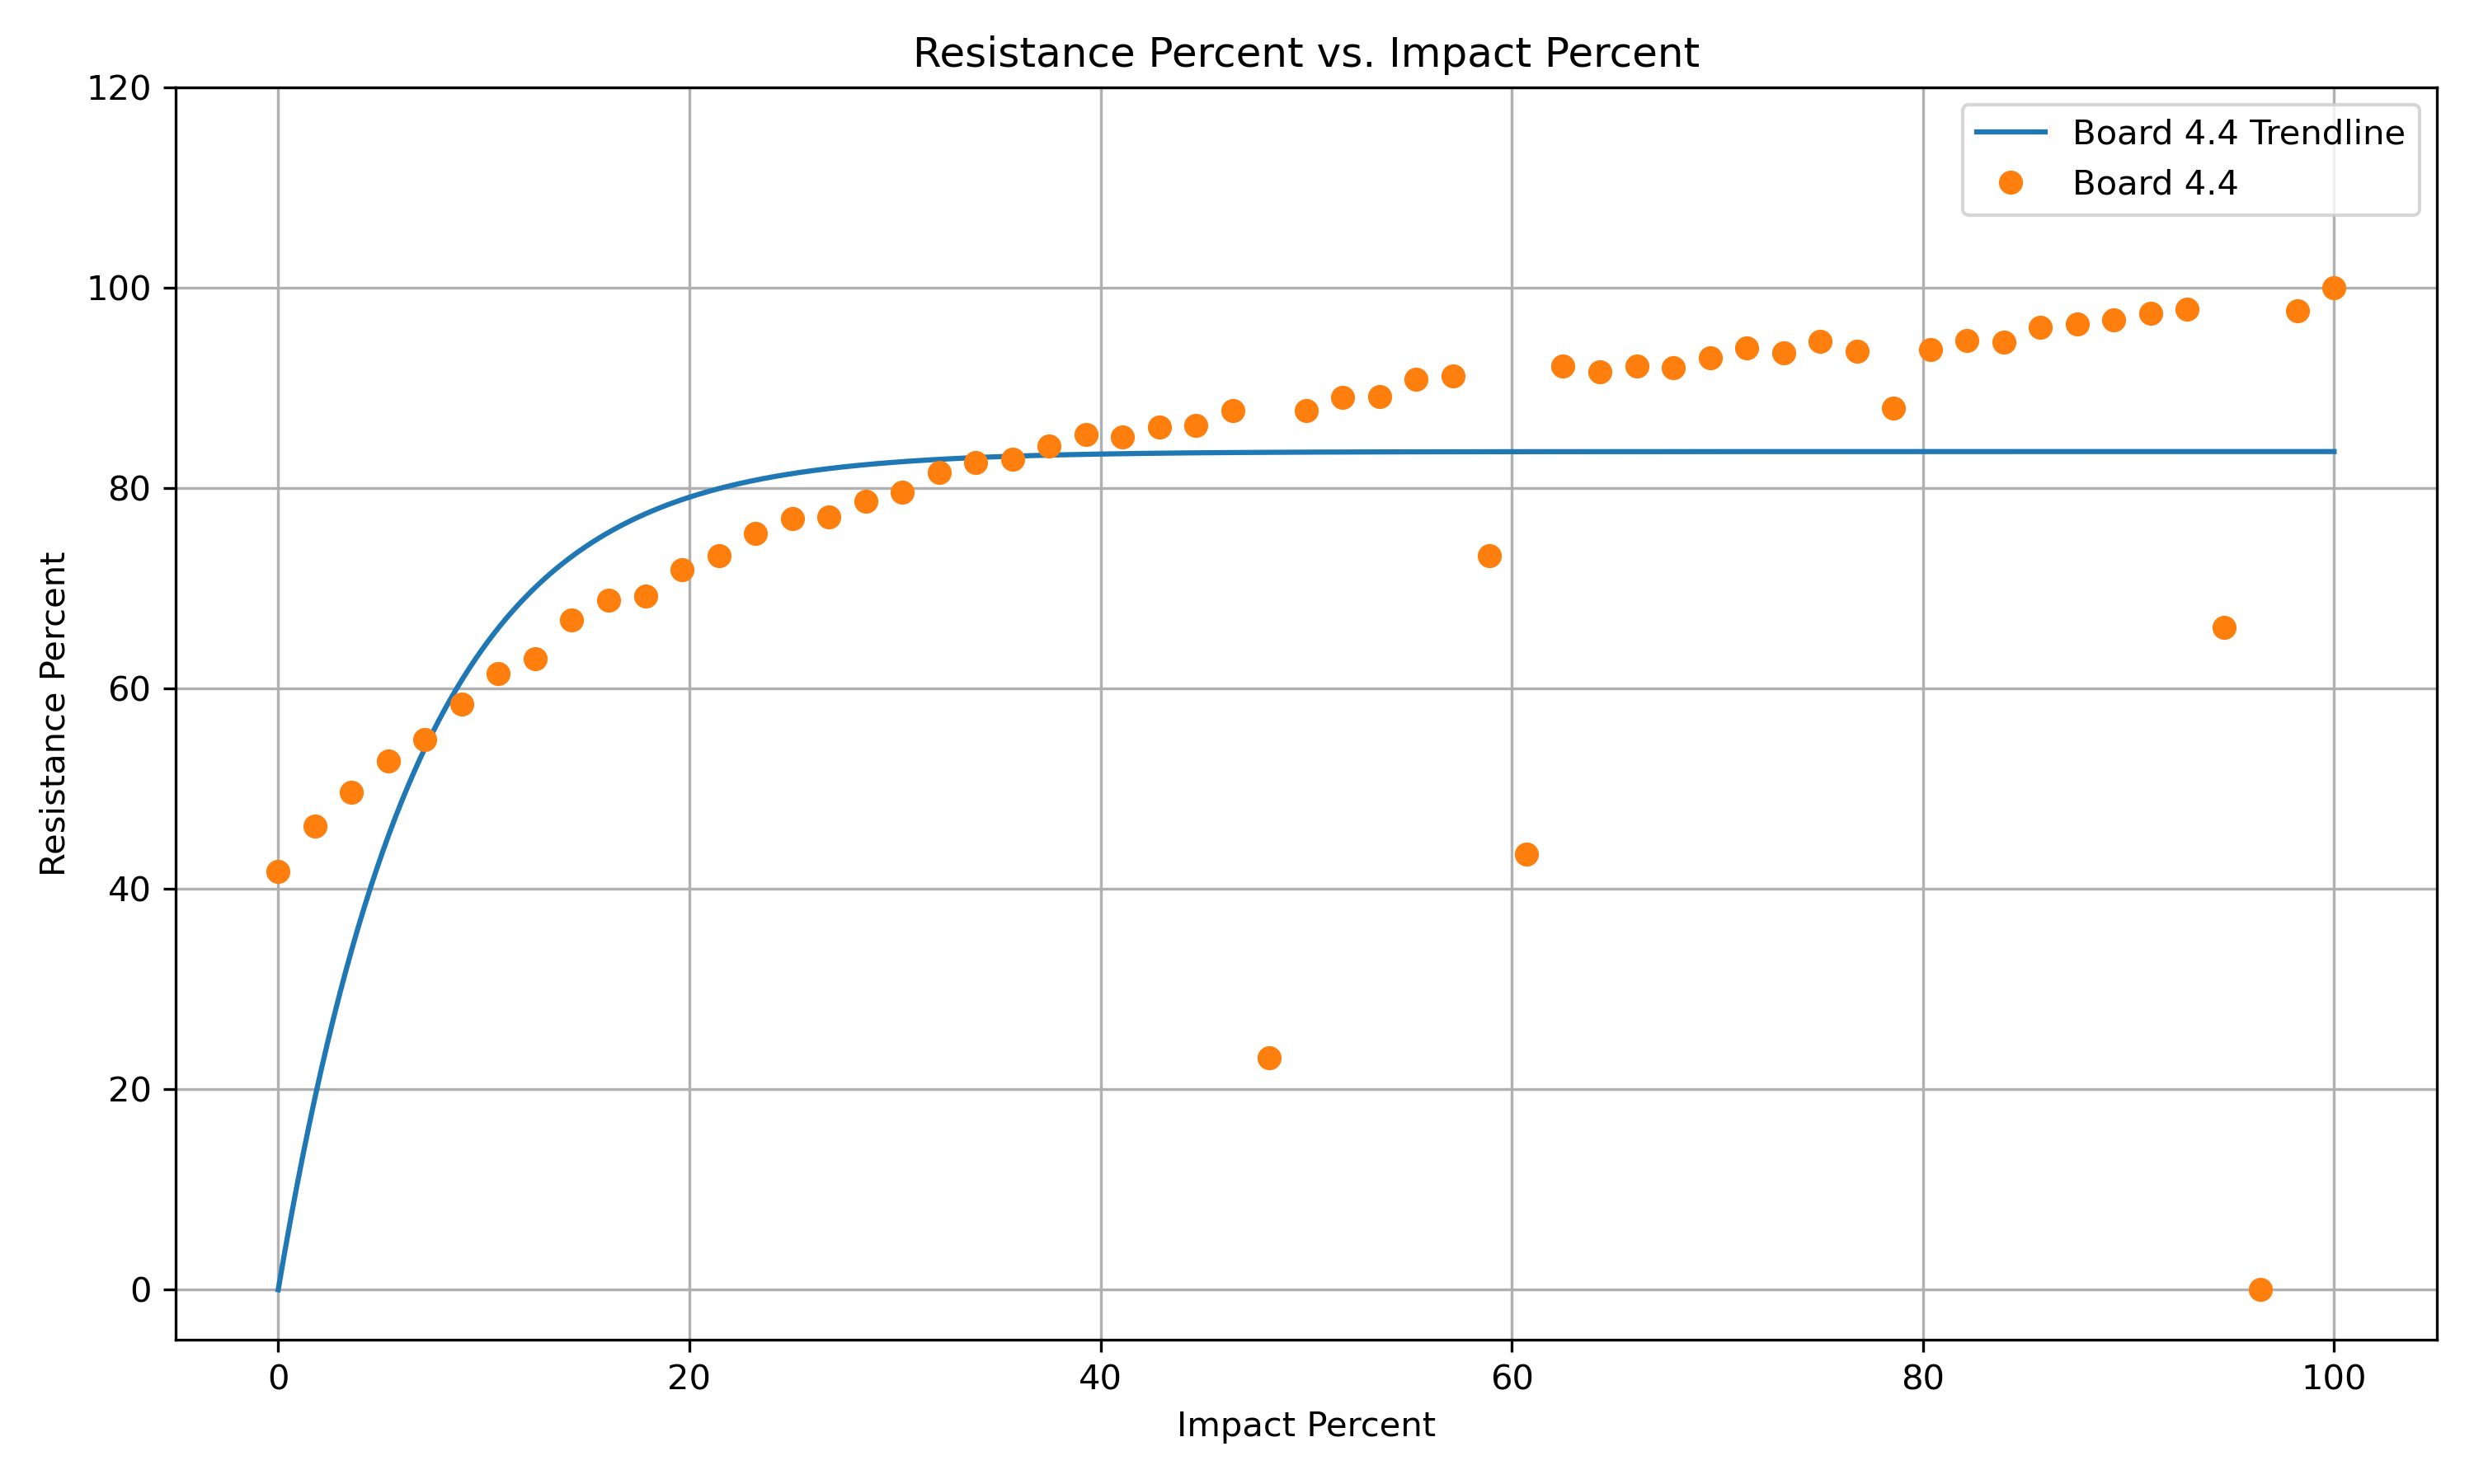 Resistance Percent vs. Impact Percent
Board 4.4 Trendline
Board 4.4
Resistance Percent
120
100
80
60
40
20
0
0 20 40 60 80 100
Impact Percent